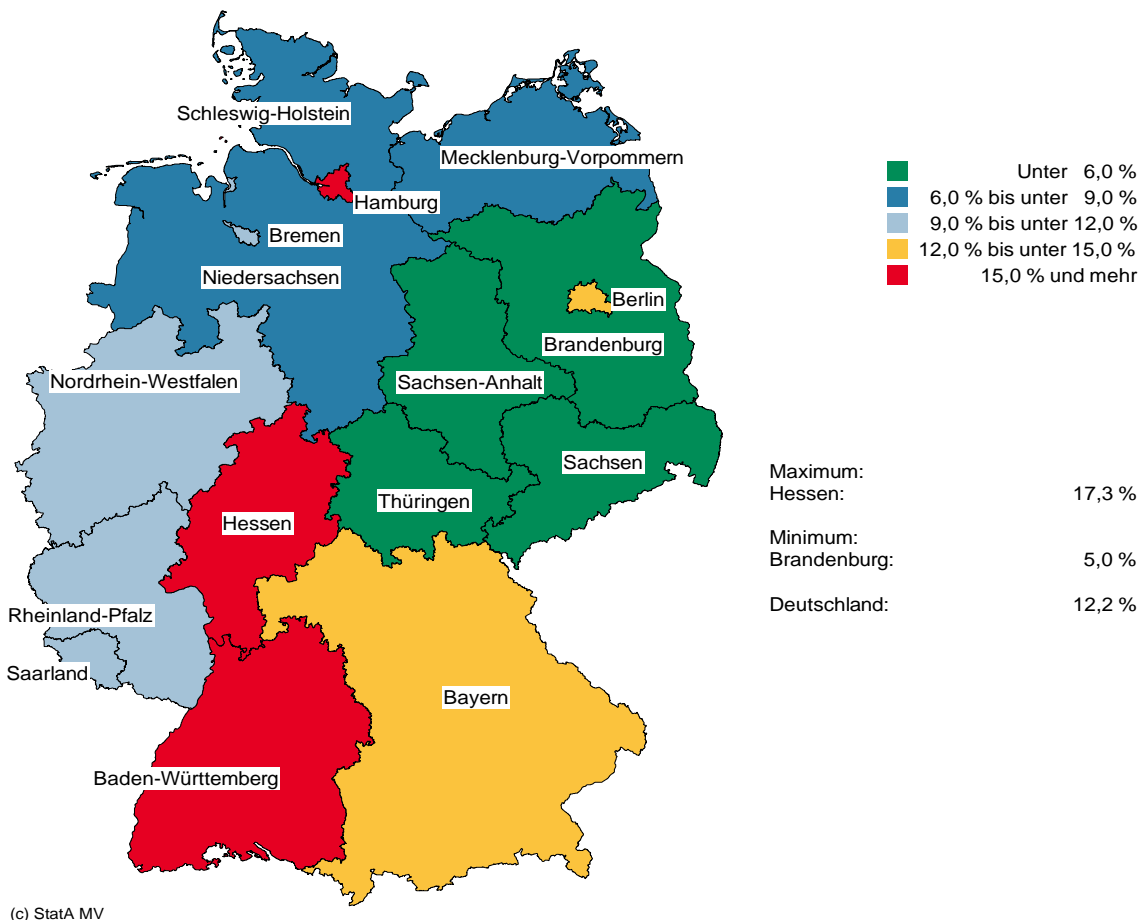 Schleswig-Holstein
Mecklenburg-Vorpommern
Hamburg
Bremen
Niedersachsen
Berlin
Brandenburg
Nordrhein-Westfalen
Sachsen-Anhalt
Sachsen
Thüringen
Hessen
Rheinland-Pfalz
Saarland
Bayern
Baden-Württemberg
Unter 6,0 %
6,0 % bis unter 9,0 %
9,0 % bis unter 12,0 %
12,0 % bis unter 15,0 %
15,0 % und mehr
Maximum:
Hessen: 17,3 %
Minimum:
Brandenburg: 5,0 %
Deutschland: 12,2 %
(c) StatA MV